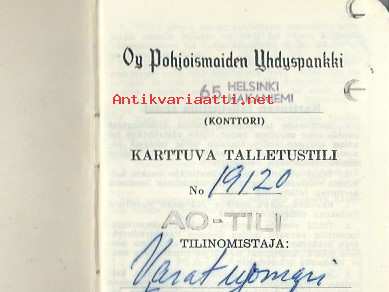 Oy Pohjoismaiden Yhdyspankki
65 HELSINKI
Antikvariaatti.net
(KONTTORI)
KARTTUVA TALLETUSTILI
No 19120
AO-TILI
TILINOMISTAJA: